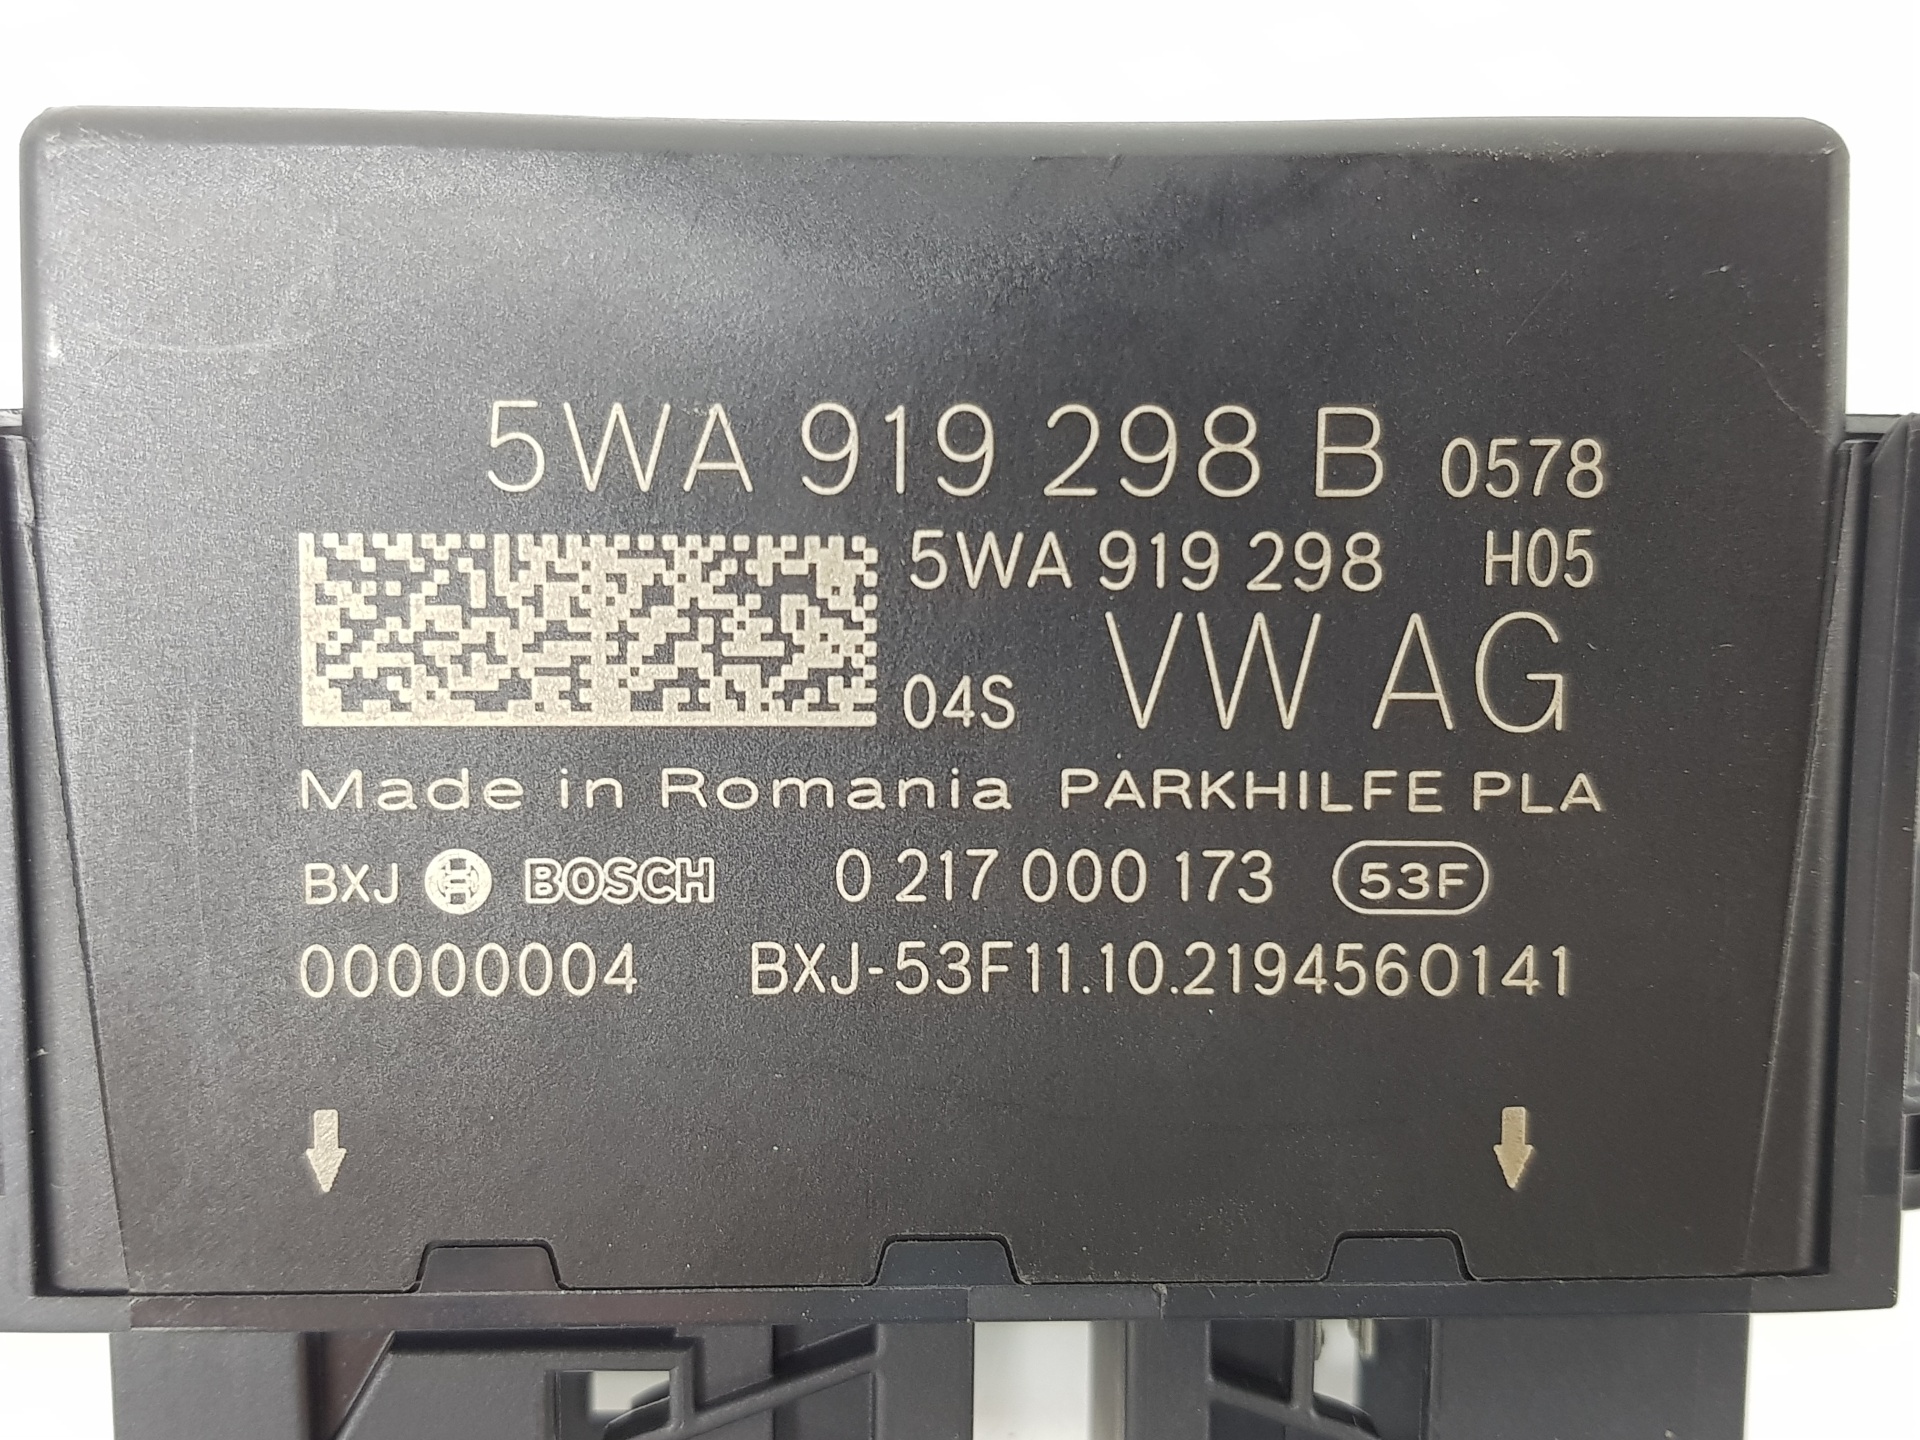 5WA 919 298 B 0578
5WA 919 298 H05
04S VW AG
Made in Romania PARKHILFE PLA
BXJ BOSCH 0 217 000 173 53F
00000004 BXJ-53F11.10.2194560141